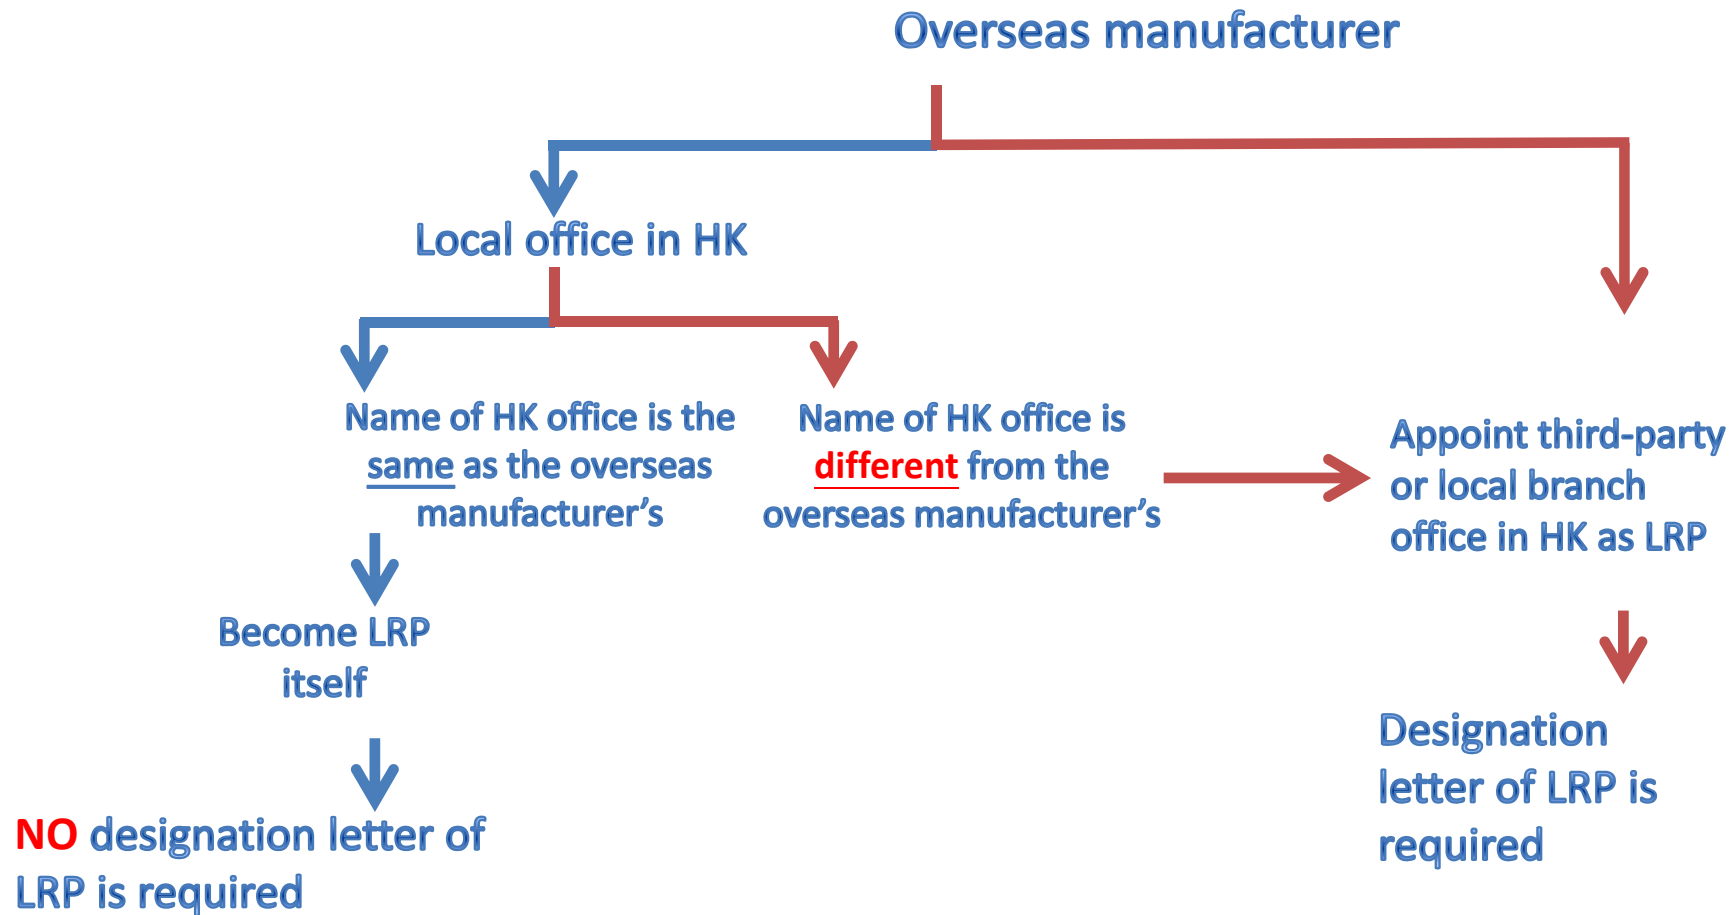 Overseas manufacturer
Local office in HK
Name of HK office is the
same as the overseas
manufacturer’s
Name of HK office is
different from the
overseas manufacturer’s
Appoint third-party
or local branch
office in HK as LRP
Become LRP
itself
Designation
letter of LRP is
required
NO designation letter of
LRP is required